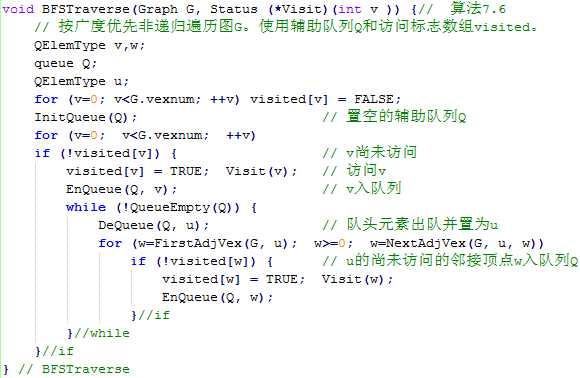 void BFSTraverse(Graph G, Status (*Visit)(int v )) {// 算法7.6
// 按广度优先非递归遍历图G。使用辅助队列Q和访问标志数组visited。
QElemType v,w;
queue Q;
QElemType u;
for (v=0; v<G.vexnum; ++v) visited[v] = FALSE;
InitQueue(Q); // 置空的辅助队列Q
for (v=0; v<G.vexnum; ++v)
if (!visited[v]) { // v尚未访问
visited[v] = TRUE; Visit(v); // 访问v
EnQueue(Q, v); // v入队列
while (!QueueEmpty(Q)) {
DeQueue(Q, u); // 队头元素出队并置为u
for (w=FirstAdjVex(G, u); w>=0; w=NextAdjVex(G, u, w))
if (!visited[w]) { // u的尚未访问的邻接顶点w入队列Q
visited[w] = TRUE; Visit(w);
EnQueue(Q, w);
}//if
}//while
}//if
} // BFSTraverse